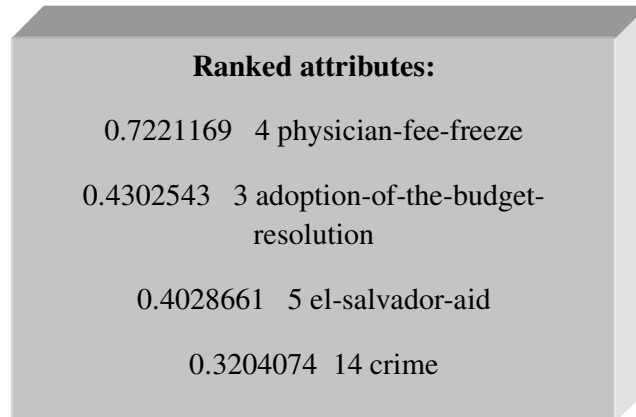 Ranked attributes:
0.7221169 4 physician-fee-freeze
0.4302543 3 adoption-of-the-budget-
resolution
0.4028661 5 el-salvador-aid
0.3204074 14 crime